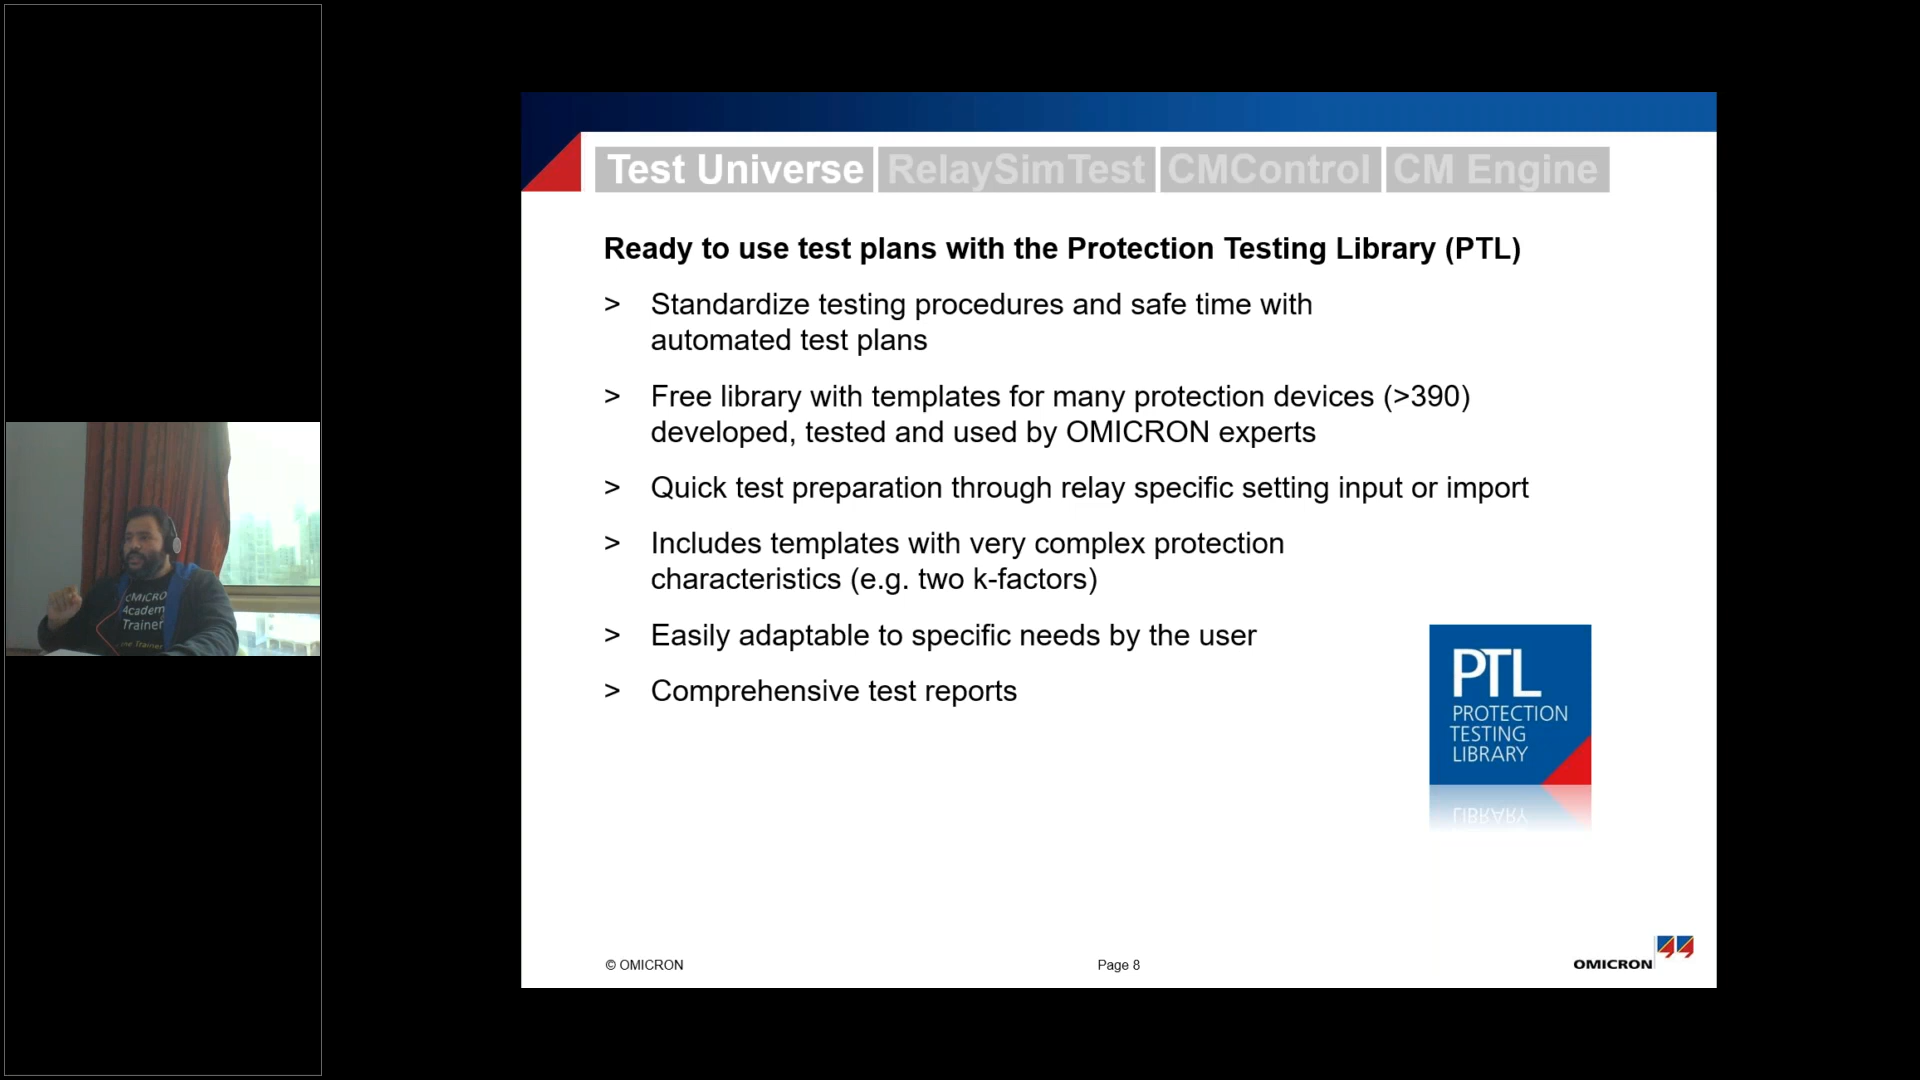 Test Universe RelaySimTest CMControl CM Engine
Ready to use test plans with the Protection Testing Library (PTL)
> Standardize testing procedures and safe time with
automated test plans
> Free library with templates for many protection devices (>390)
developed, tested and used by OMICRON experts
> Quick test preparation through relay specific setting input or import
> Includes templates with very complex protection
characteristics (e.g. two k-factors)
> Easily adaptable to specific needs by the user
> Comprehensive test reports
PTL
PROTECTION
TESTING
LIBRARY
LIBRARY
© OMICRON
Page 8
OMICRON
Academ
Trainer
Trainer